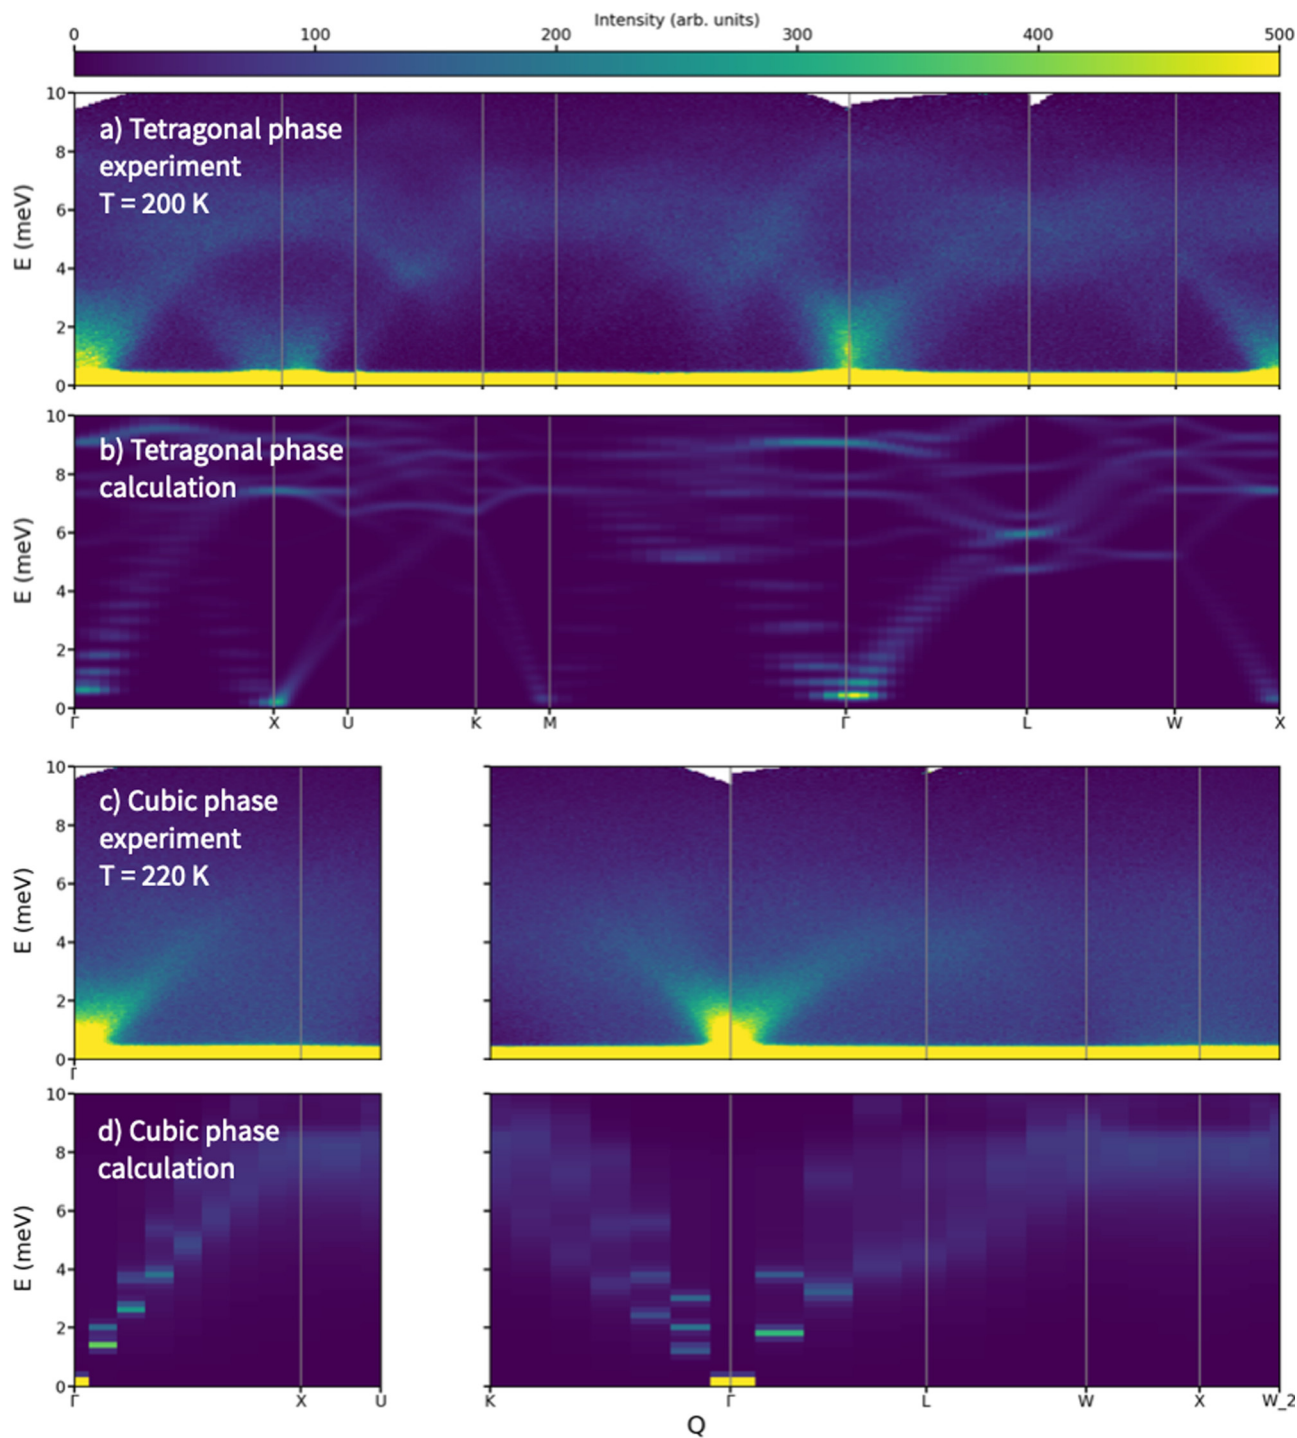 Intensity (arb. units)
0 100 200 300 400 500
10
8
6
4
2
0
E (meV)
a) Tetragonal phase
experiment
T = 200 K
10
8
6
4
2
0
E (meV)
b) Tetragonal phase
calculation
Γ X U K M Γ L W X
10
8
6
4
2
0
E (meV)
c) Cubic phase
experiment
T = 220 K
Γ
10
8
6
4
2
0
E (meV)
d) Cubic phase
calculation
Γ X U K Γ L W X W_2
Q